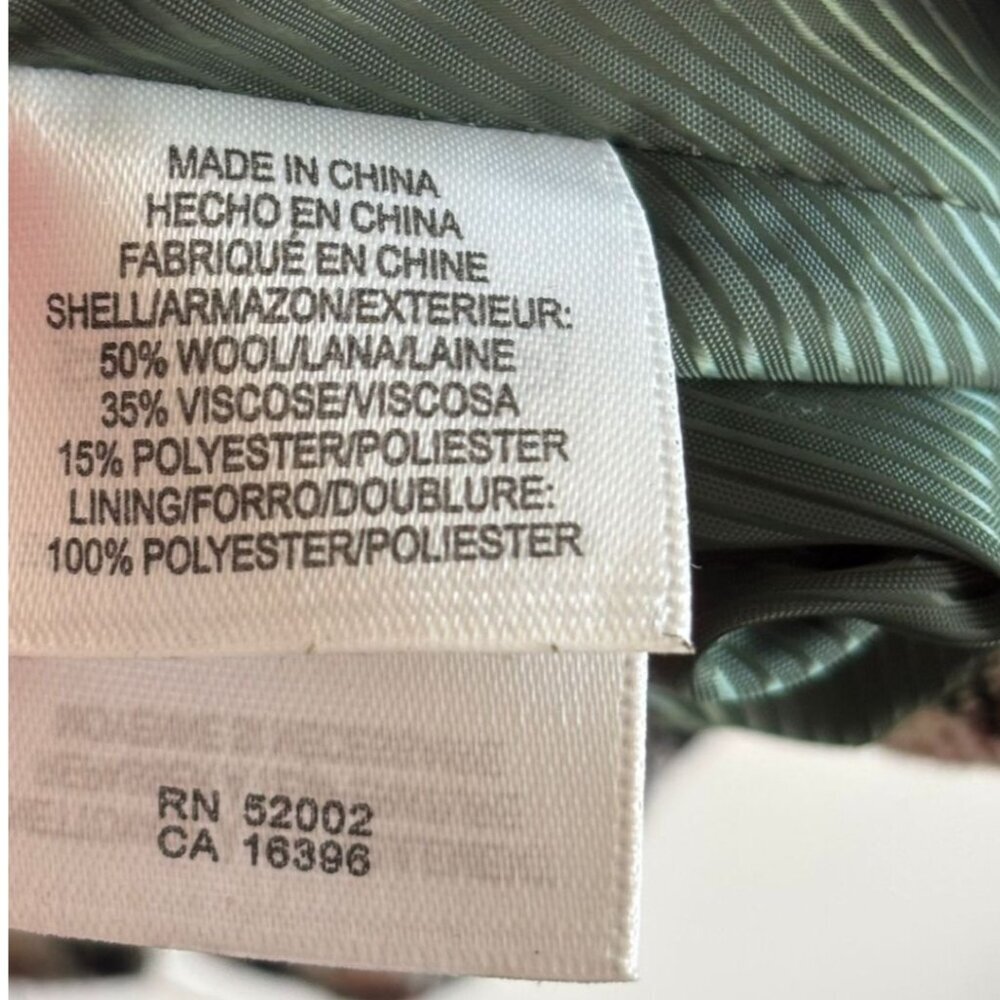 MADE IN CHINA
HECHO EN CHINA
FABRIQUÉ EN CHINE
SHELL/ARMAZON/EXTERIEUR:
50% WOOL/LANA/LAINE
35% VISCOSE/VISCOSA
15% POLYESTER/POLIESTER
LINING/FORRO/DOUBLURE:
100% POLYESTER/POLIESTER
RN 52002
CA 16396